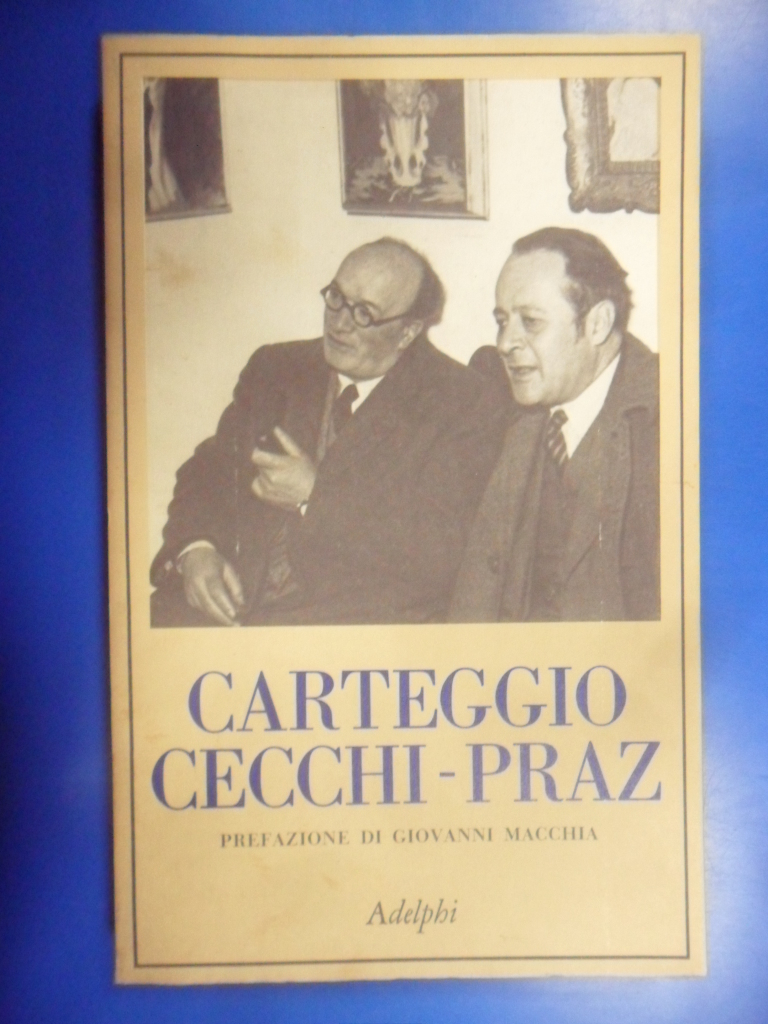 CARTEGGIO
CECCHI-PRAZ
PREFAZIONE DI GIOVANNI MACCHIA
Adelphi